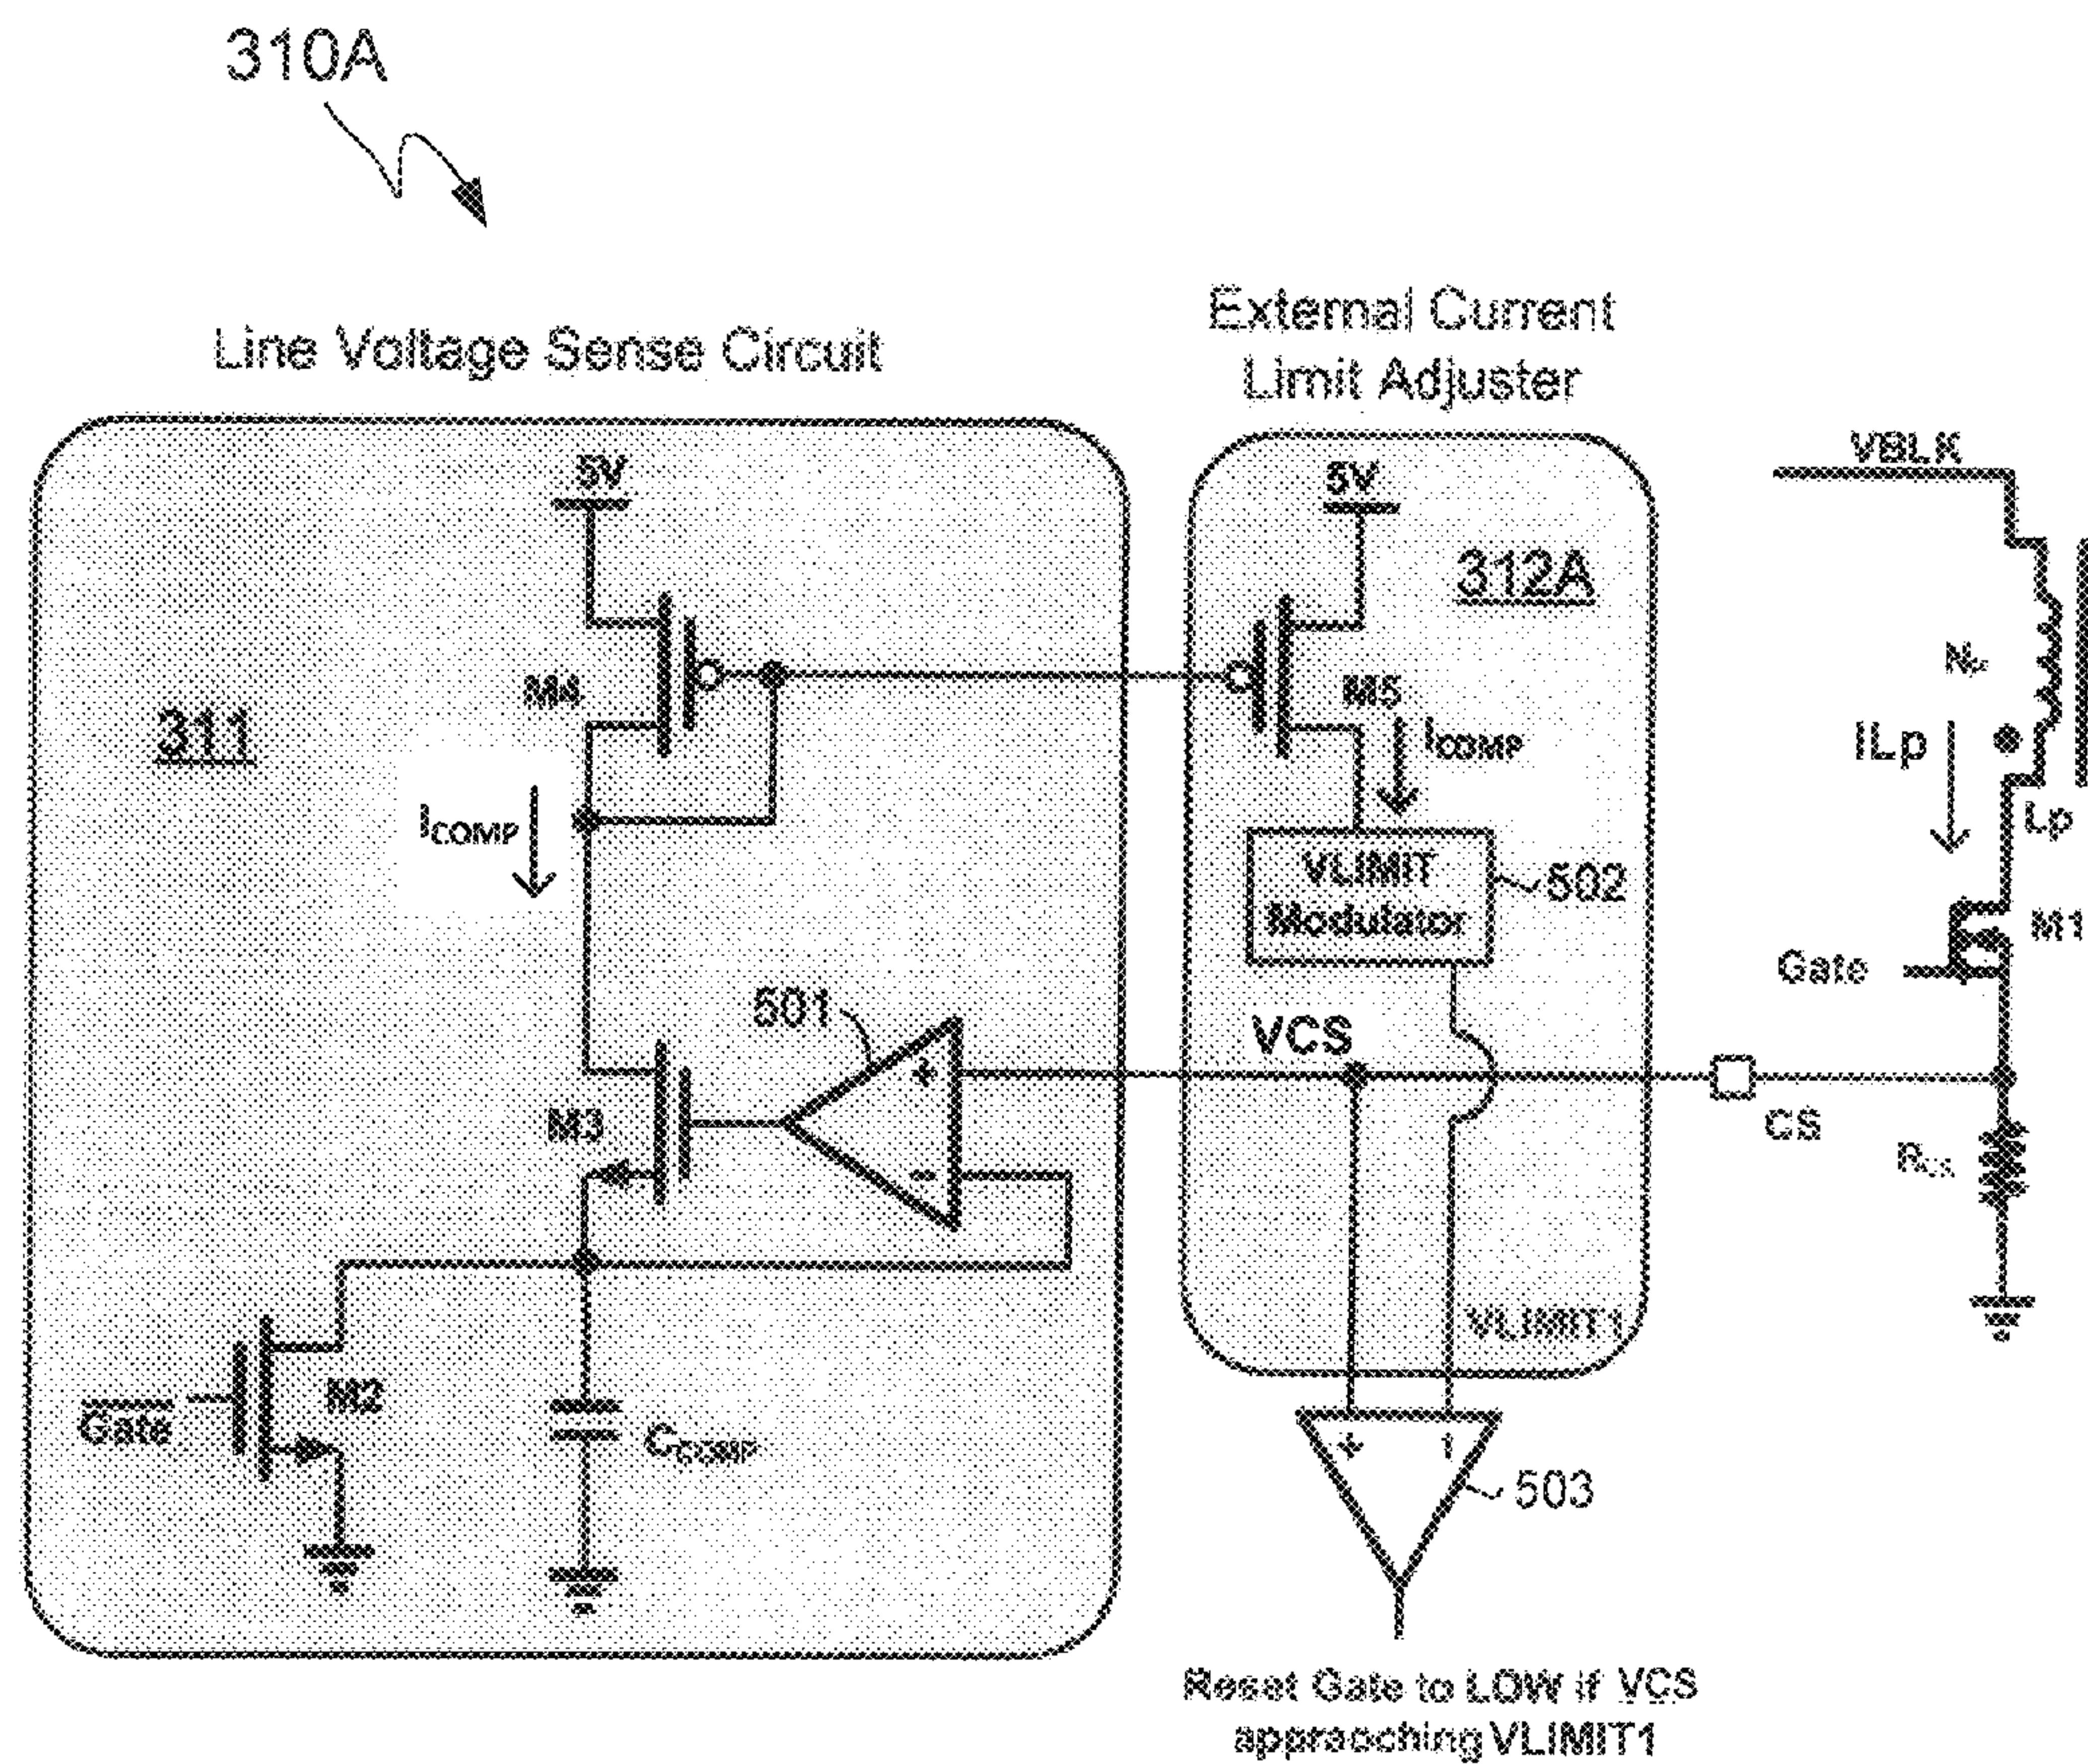 310A
Line Voltage Sense Circuit
External Current
Limit Adjuster
5V
5V
VBLK
312A
311
M4
M5
ICOMP
ICOMP
NP
ILp
Lp
VLIMIT
Modulator
502
M1
Gate
501
+
-
VCS
CS
M3
RCS
VLIMIT1
Gate
M2
CCOMP
+
-
503
Reset Gate to LOW if VCS
appraoching VLIMIT1